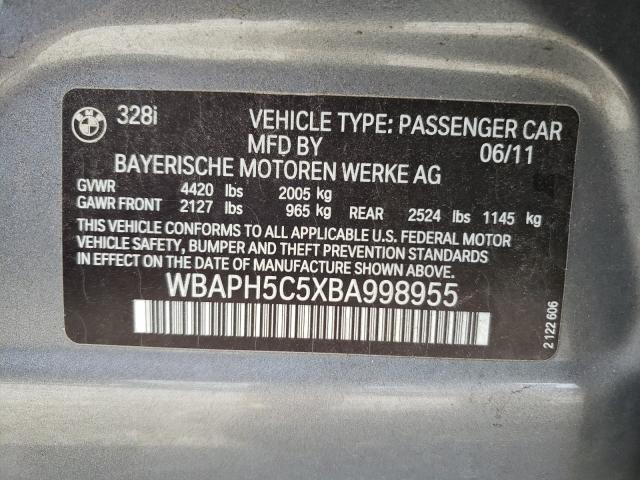 BMW 328i VEHICLE TYPE: PASSENGER CAR
MFD BY 06/11
BAYERISCHE MOTOREN WERKE AG
GVWR 4420 lbs 2005 kg
GAWR FRONT 2127 lbs 965 kg REAR 2524 lbs 1145 kg
THIS VEHICLE CONFORMS TO ALL APPLICABLE U.S. FEDERAL MOTOR
VEHICLE SAFETY, BUMPER AND THEFT PREVENTION STANDARDS
IN EFFECT ON THE DATE OF MANUFACTURE SHOWN ABOVE.
WBAPH5C5XBA998955
2 122 606